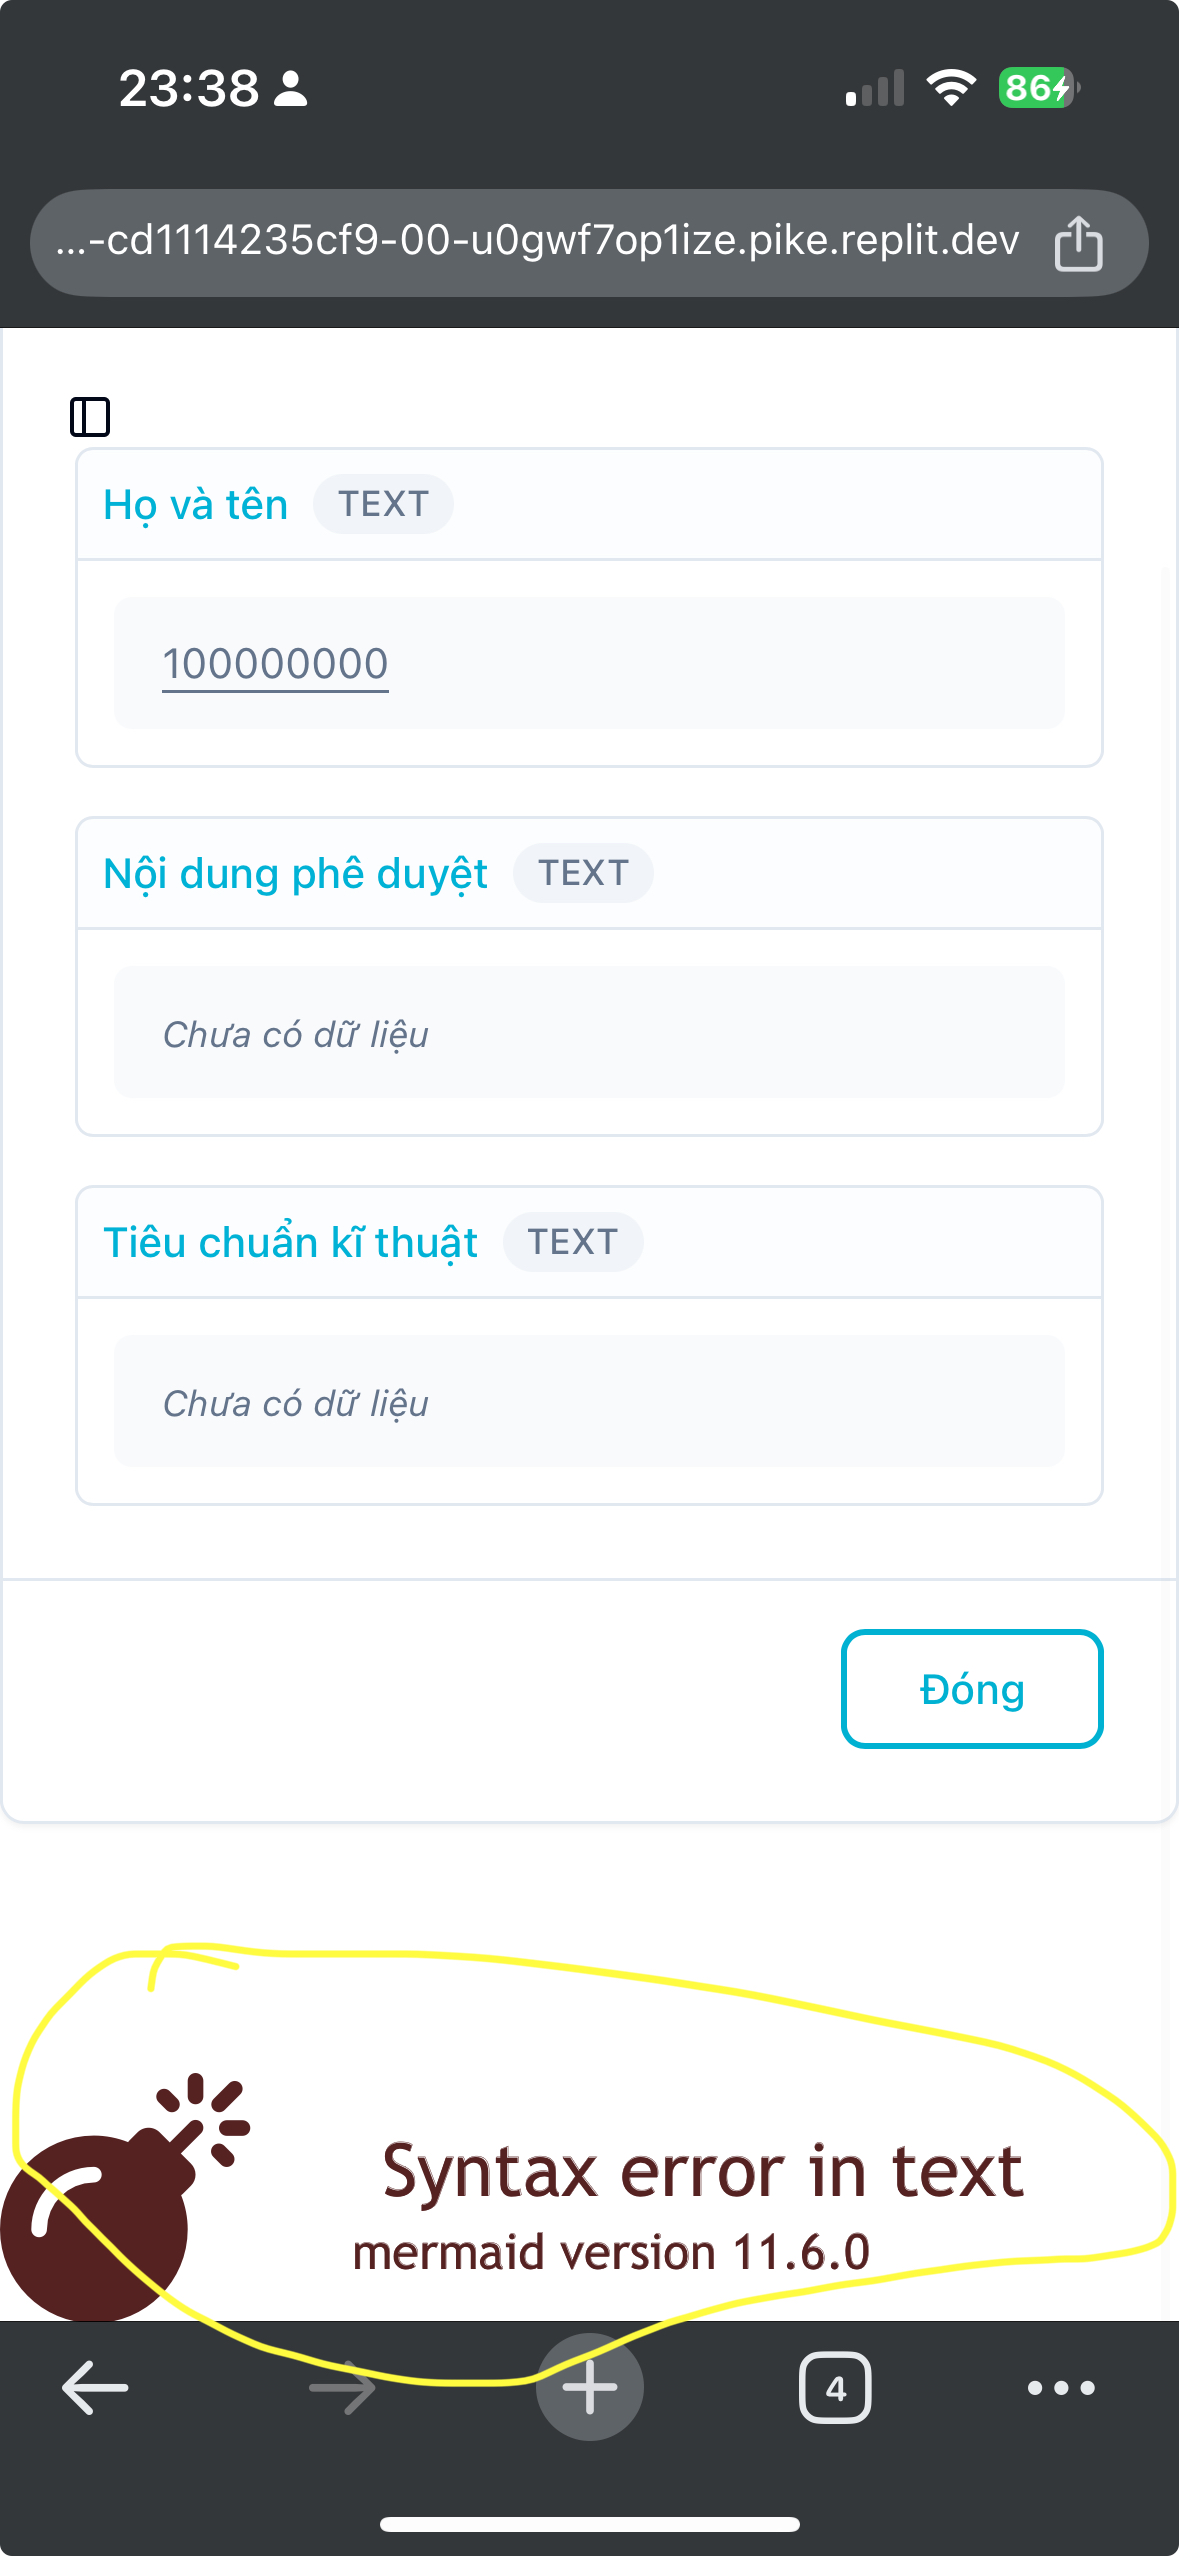 23:38
86
...-cd1114235cf9-00-u0gwf7op1ize.pike.replit.dev
Họ và tên TEXT
100000000
Nội dung phê duyệt TEXT
Chưa có dữ liệu
Tiêu chuẩn kĩ thuật TEXT
Chưa có dữ liệu
Đóng
Syntax error in text
mermaid version 11.6.0
4